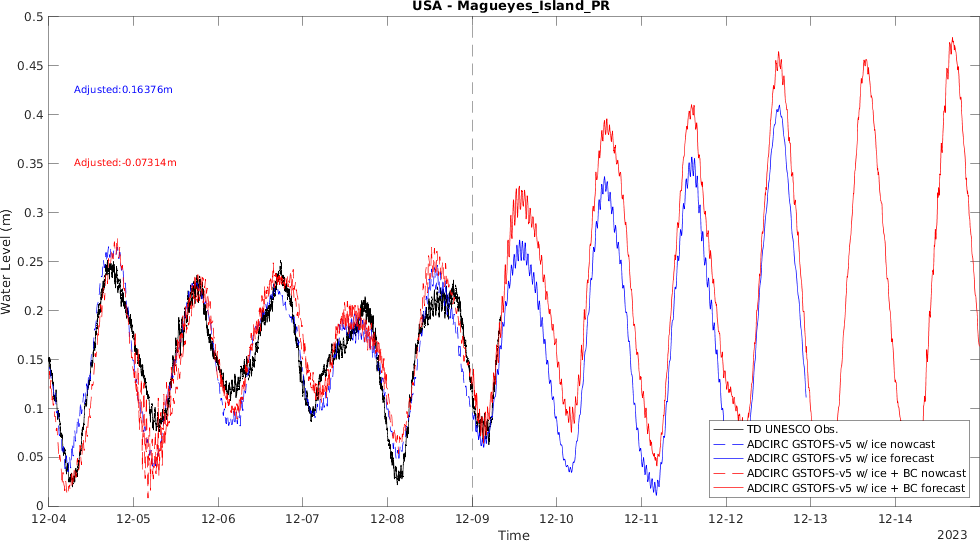 USA - Magueyes_Island_PR
0.5
0.45
0.4
0.35
0.3
0.25
0.2
0.15
0.1
0.05
0
Water Level (m)
Adjusted:0.16376m
Adjusted:-0.07314m
TD UNESCO Obs.
ADCIRC GSTOFS-v5 w/ ice nowcast
ADCIRC GSTOFS-v5 w/ ice forecast
ADCIRC GSTOFS-v5 w/ ice + BC nowcast
ADCIRC GSTOFS-v5 w/ ice + BC forecast
12-04 12-05 12-06 12-07 12-08 12-09 12-10 12-11 12-12 12-13 12-14
Time
2023